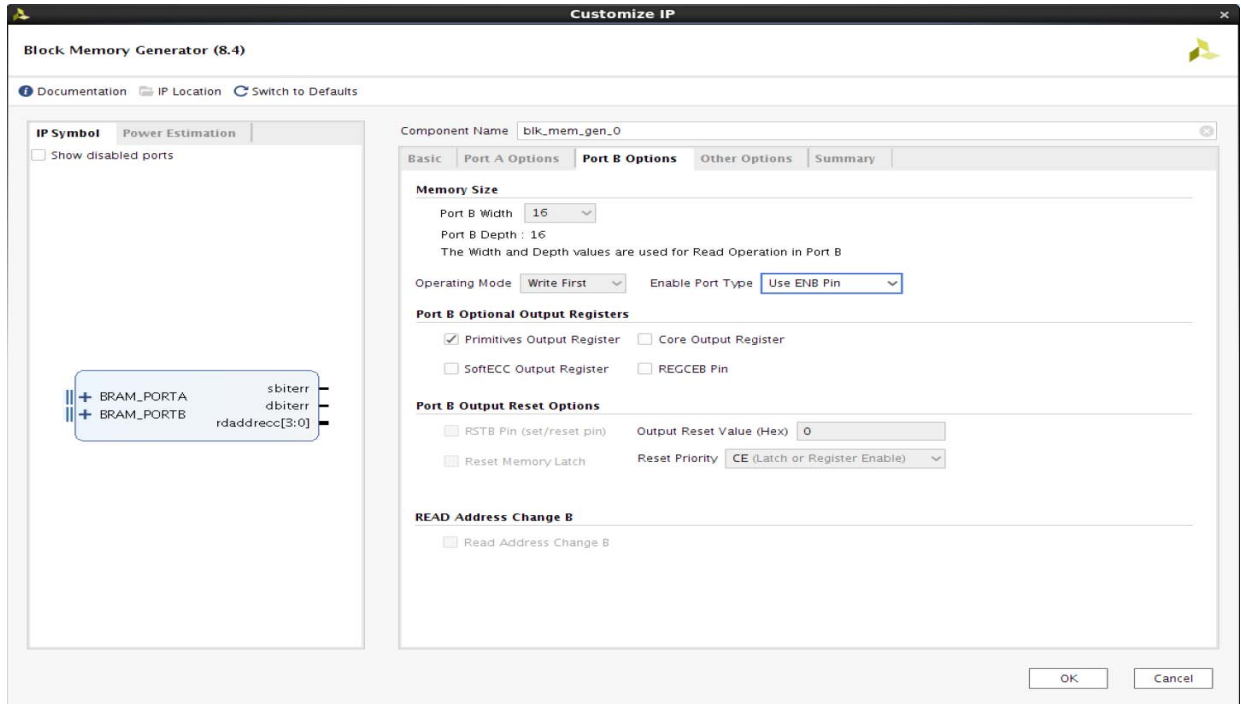 Customize IP
Block Memory Generator (8.4)
Documentation IP Location Switch to Defaults
IP Symbol Power Estimation
Show disabled ports
BRAM_PORTA
BRAM_PORTB
sbiterr
dbiterr
rdaddrecc[3:0]
Component Name blk_mem_gen_0
Basic Port A Options Port B Options Other Options Summary
Memory Size
Port B Width 16
Port B Depth : 16
The Width and Depth values are used for Read Operation in Port B
Operating Mode Write First Enable Port Type Use ENB Pin
Port B Optional Output Registers
Primitives Output Register Core Output Register
SoftECC Output Register REGCEB Pin
Port B Output Reset Options
RSTB Pin (set/reset pin) Output Reset Value (Hex) 0
Reset Memory Latch Reset Priority CE (Latch or Register Enable)
READ Address Change B
Read Address Change B
OK Cancel